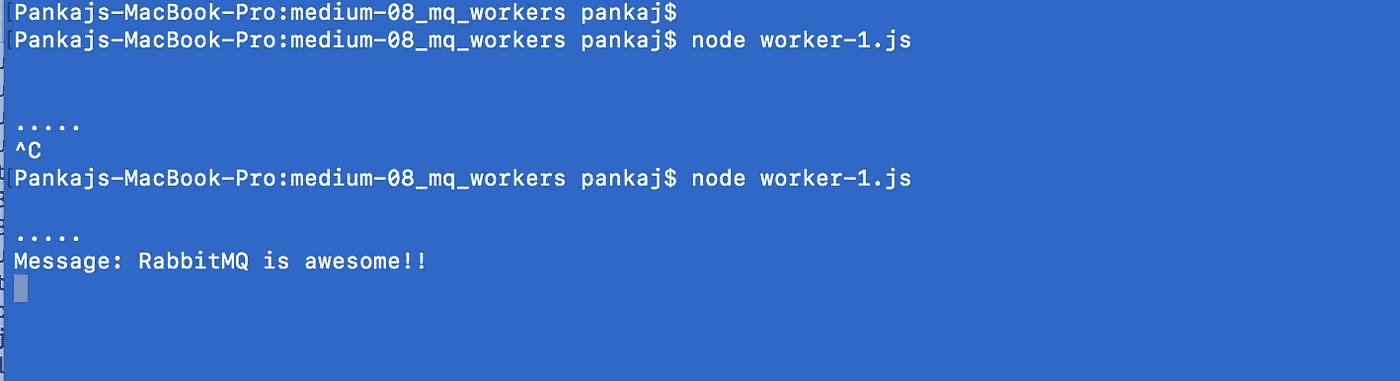 Pankajs-MacBook-Pro:medium-08_mq_workers pankaj$
Pankajs-MacBook-Pro:medium-08_mq_workers pankaj$ node worker-1.js
.....
^C
Pankajs-MacBook-Pro:medium-08_mq_workers pankaj$ node worker-1.js
.....
Message: RabbitMQ is awesome!!